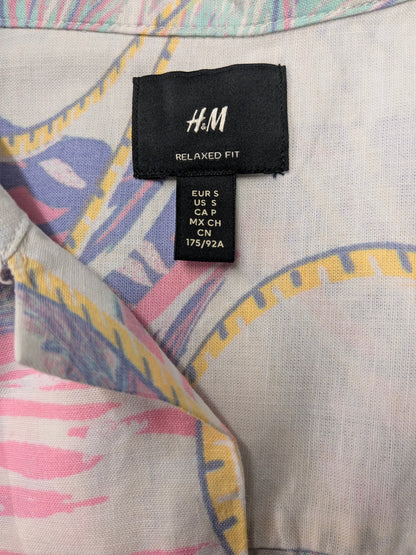 H&M
RELAXED FIT
EUR S
US S
CA P
MX CH
CN
175/92A